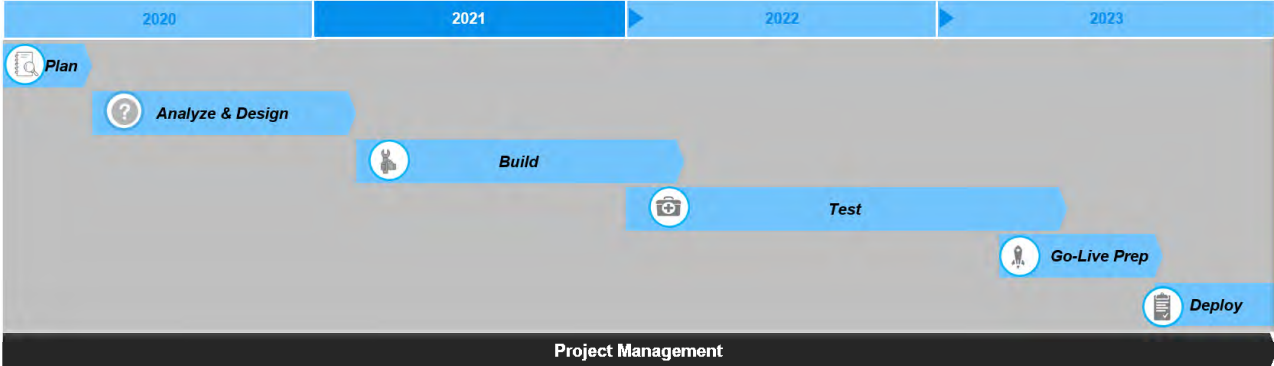 2020
2021
2022
2023
Plan
Analyze & Design
Build
Test
Go-Live Prep
Deploy
Project Management